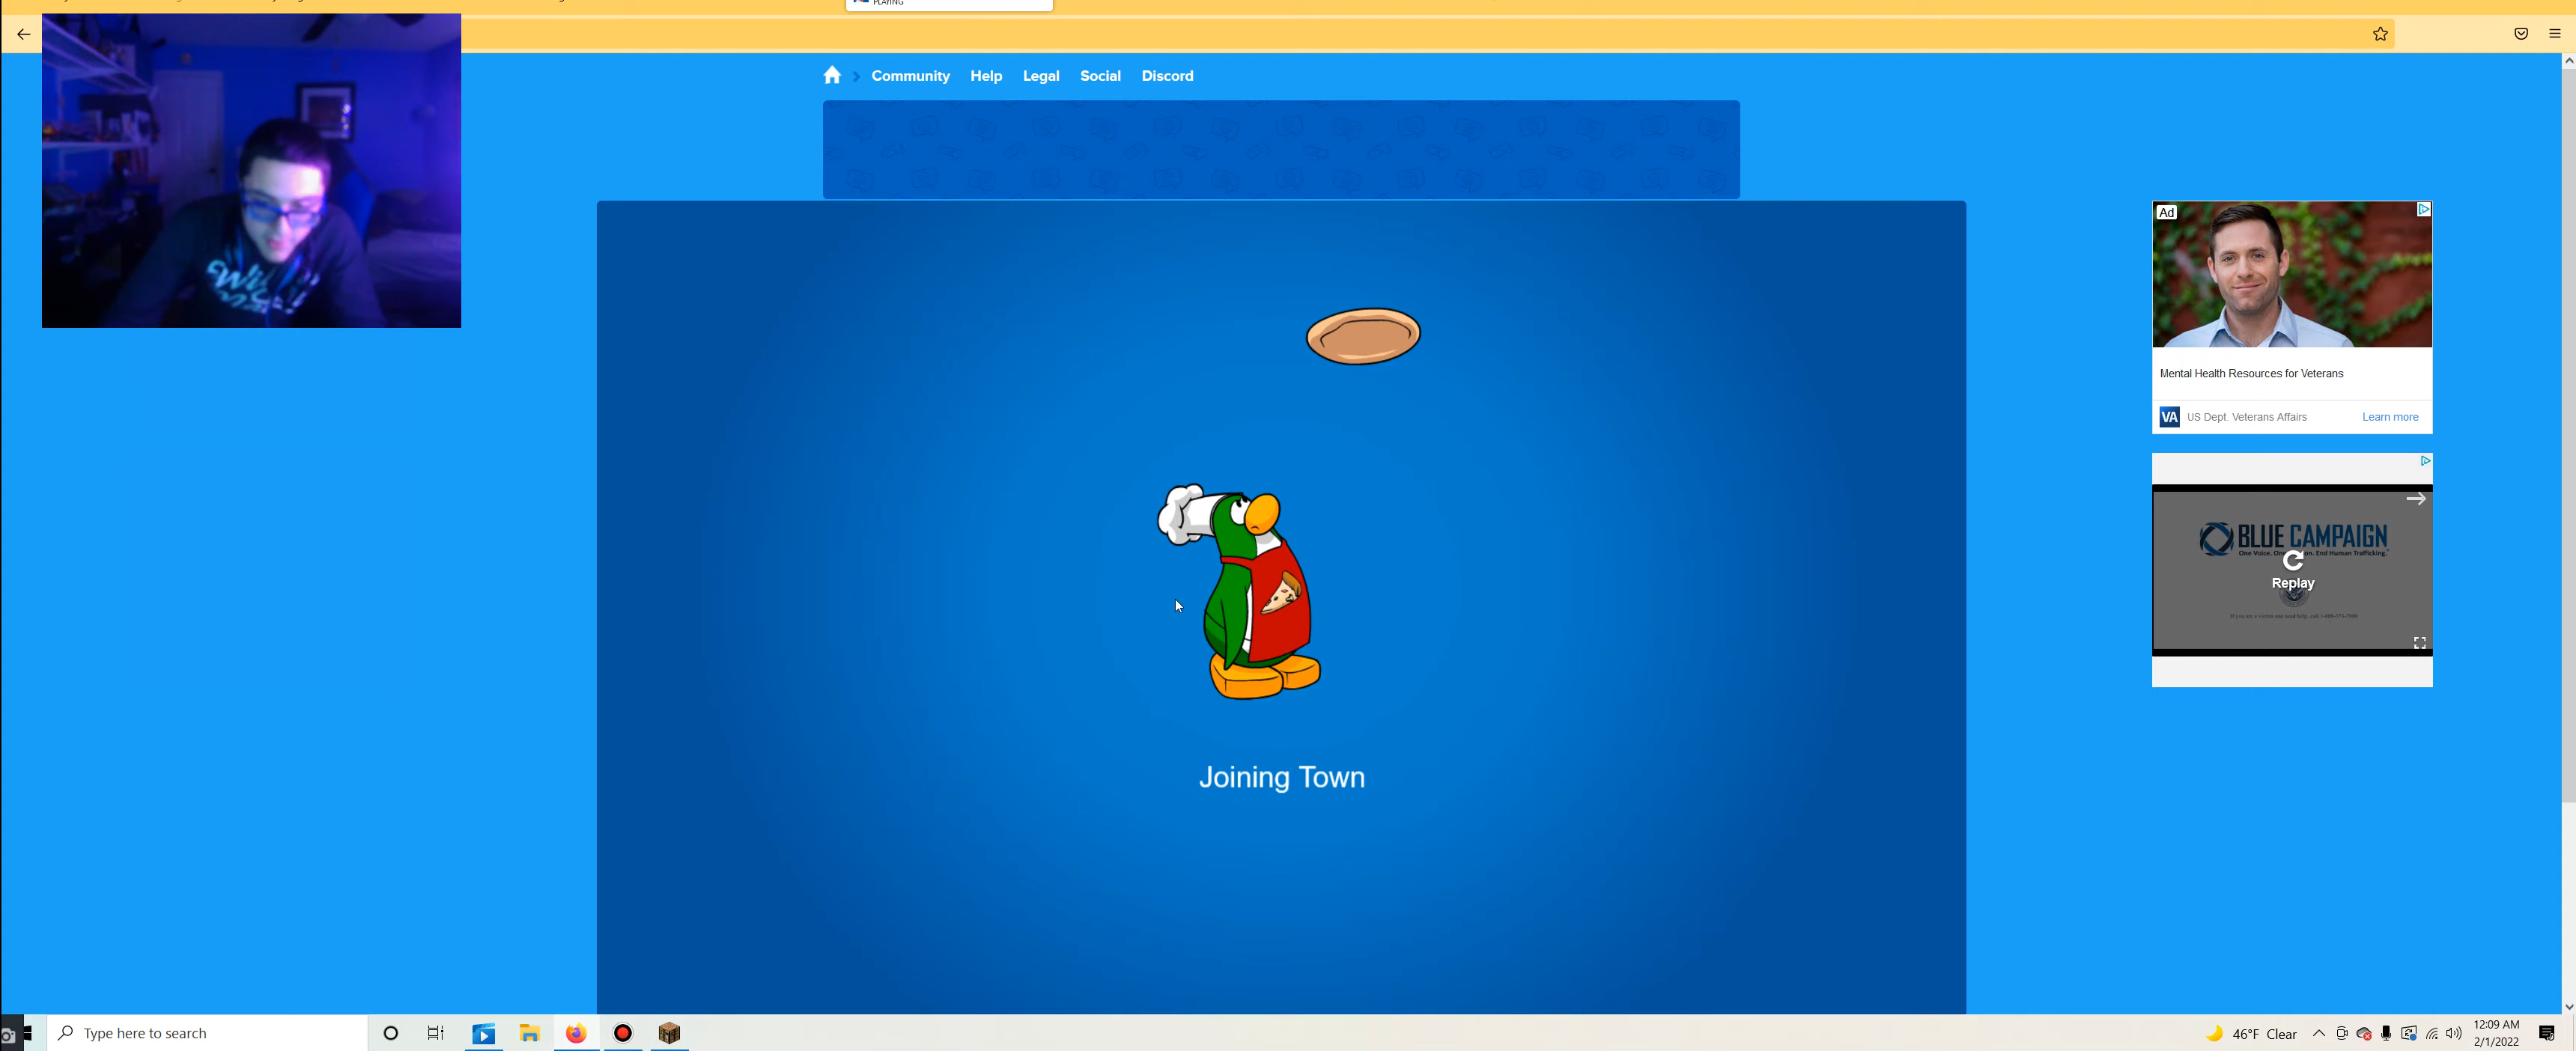 PLAYING
Community Help Legal Social Discord
Ad
Mental Health Resources for Veterans
VA US Dept. Veterans Affairs Learn more
BLUE CAMPAIGN
Replay
Joining Town
Type here to search
46°F Clear
12:09 AM
2/1/2022